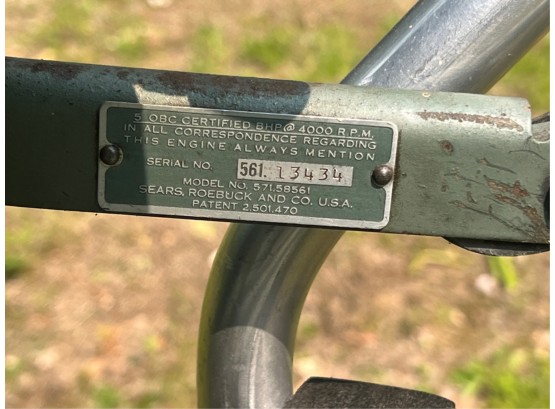 5 OBC CERTIFIED BHP @ 4000 R.P.M.
IN ALL CORRESPONDENCE REGARDING
THIS ENGINE ALWAYS MENTION
SERIAL NO. 561. 13434
MODEL NO. 571.58561
SEARS, ROEBUCK AND CO. U.S.A.
PATENT 2.501.470